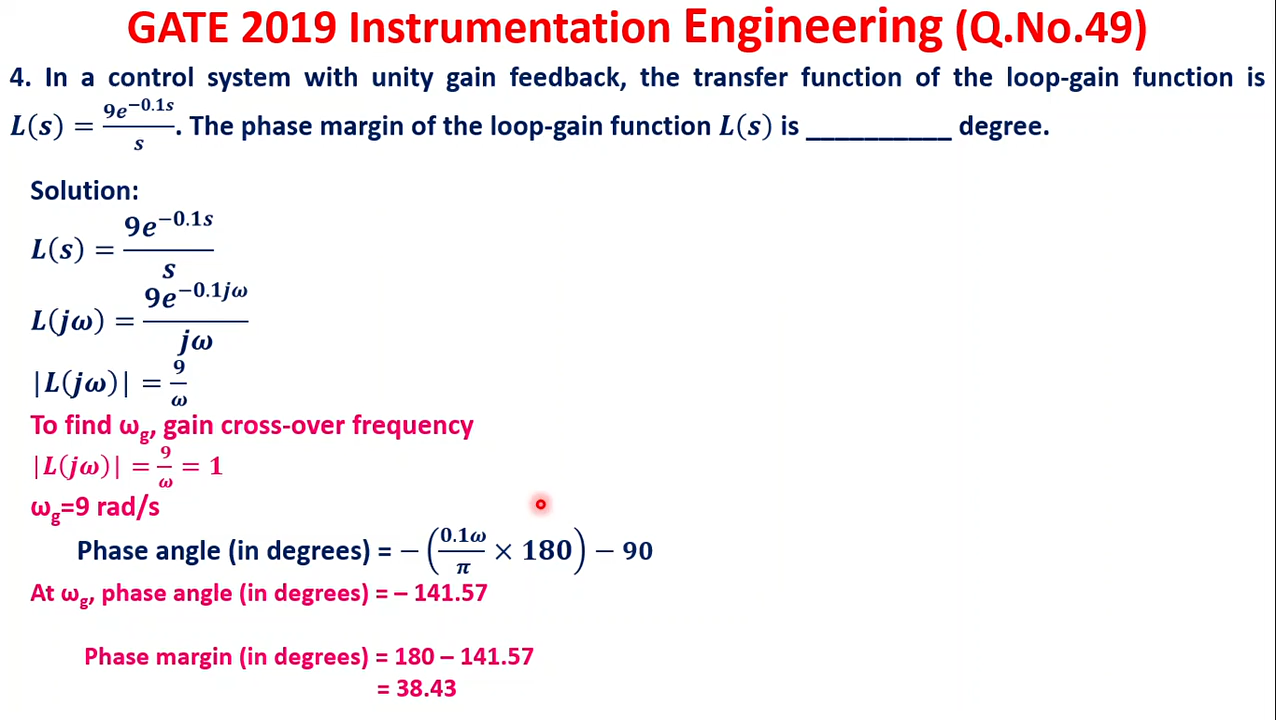 GATE 2019 Instrumentation Engineering (Q.No.49)
4. In a control system with unity gain feedback, the transfer function of the loop-gain function is
L(s) = 9e^−0.1s / s. The phase margin of the loop-gain function L(s) is __________ degree.
Solution:
L(s) = 9e^−0.1s / s
L(jω) = 9e^−0.1jω / jω
|L(jω)| = 9/ω
To find ωg, gain cross-over frequency
|L(jω)| = 9/ω = 1
ωg=9 rad/s
Phase angle (in degrees) = −(0.1ω/π × 180) − 90
At ωg, phase angle (in degrees) = – 141.57
Phase margin (in degrees) = 180 – 141.57
= 38.43